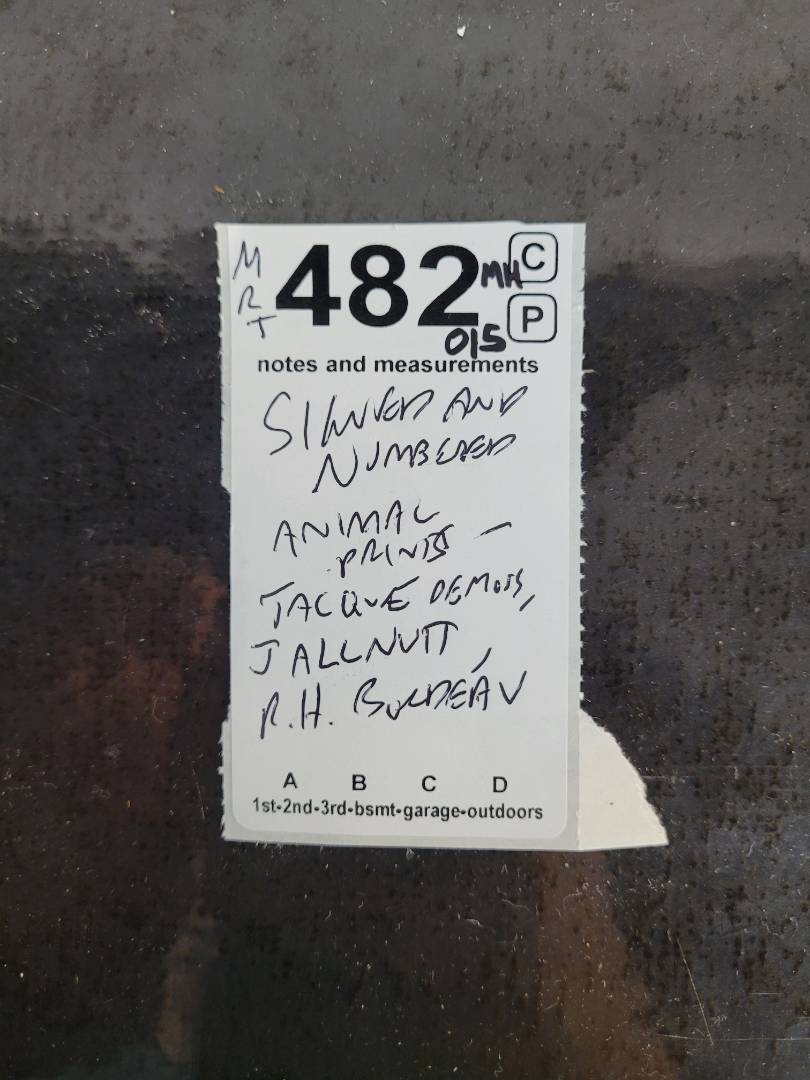 M
R
T
482
MH
C
P
015
notes and measurements
SIGNED AND
NUMBERED
ANIMAL
PRINTS -
JACQUE DEMOSS,
J ALLNUTT,
R.H.
A B C D
1st-2nd-3rd-bsmt-garage-outdoors